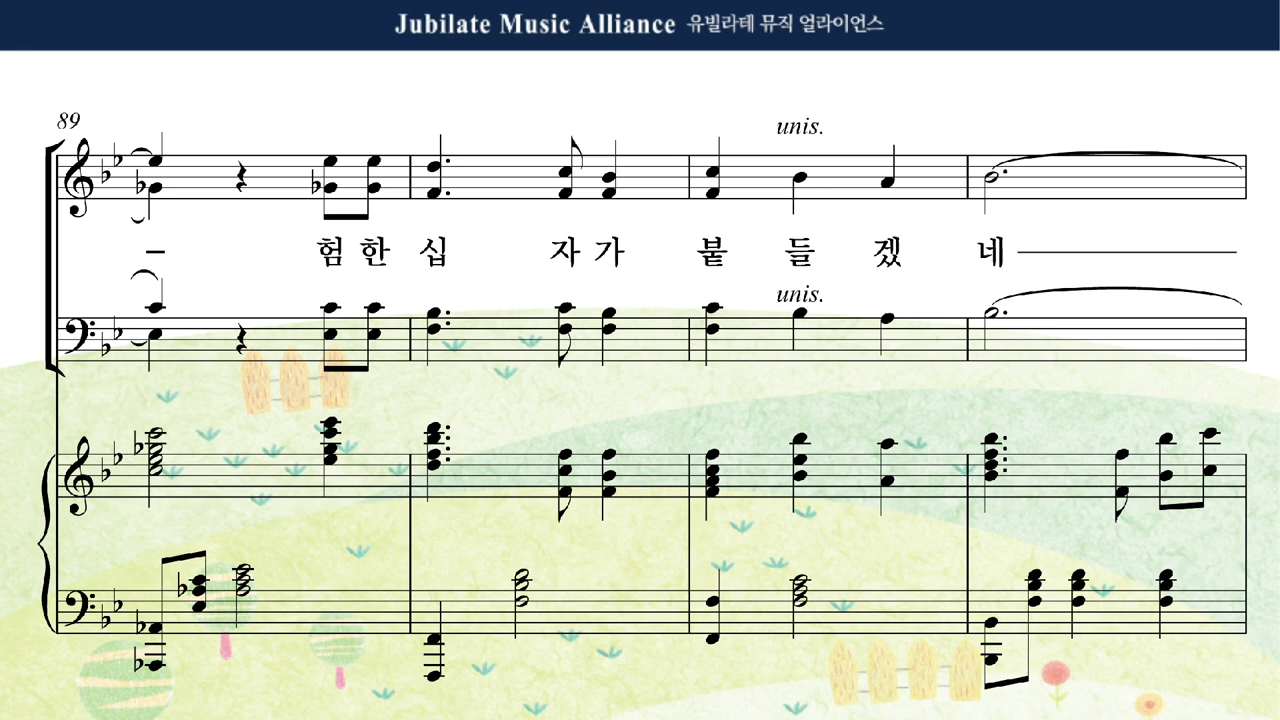 Jubilate Music Alliance 유빌라테 뮤직 얼라이언스
89
unis.
험 한 십 자 가 붙 들 겠 네
unis.